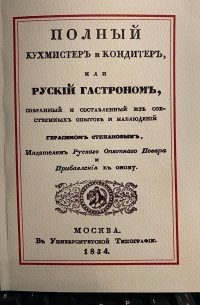 ПОЛНЫЙ
КУХМИСТЕРЪ и КОНДИТЕРЪ,
ИЛИ
РУСКІЙ ГАСТРОНОМЪ,
СОБРАННЫЙ И СОСТАВЛЕННЫЙ ИЗЪ СОБ-
СТВЕННЫХЪ ОПЫТОВЪ И НАБЛЮДЕНІЙ
ГЕРАСИМОМЪ СТЕПАНОВЫМЪ,
Издателемъ Рускаго Опытнаго Повара
и
Прибавленія къ оному.
МОСКВА.
Въ Университетской Типографіи.
1834.